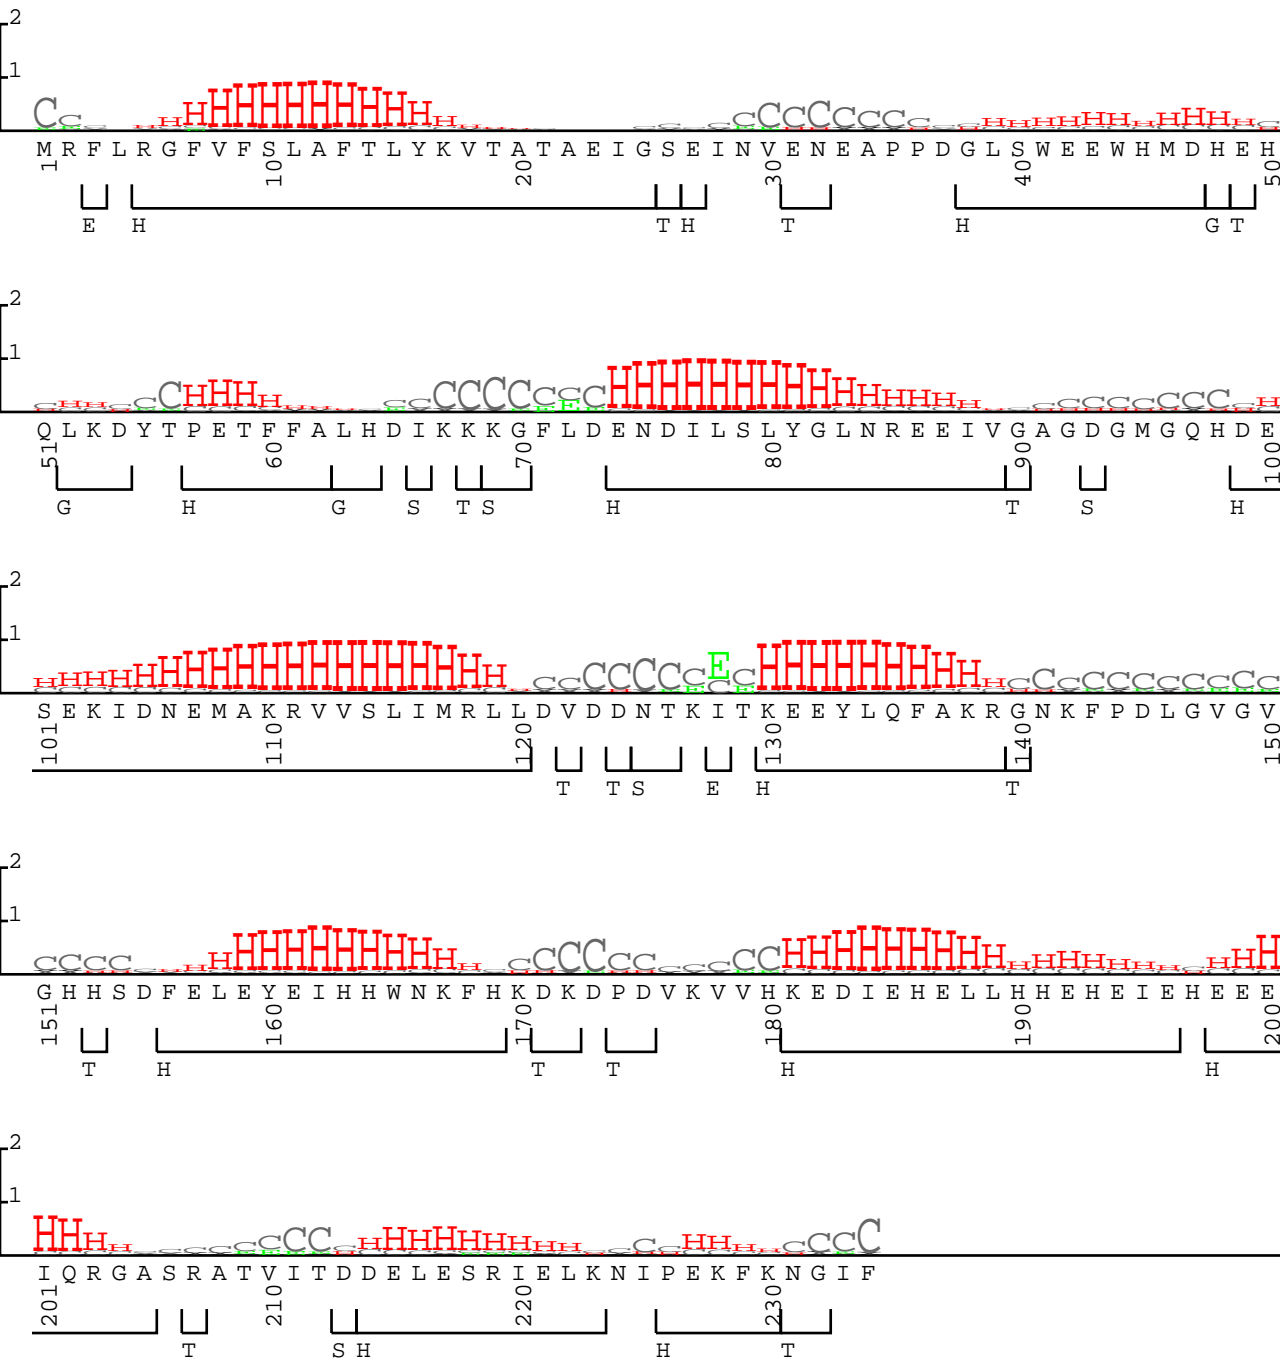 2
1
C C H H H H H H H H H H H H C C C C C C C C H H H H H H H H H H
M R F L R G F V F S L A F T L Y K V T A T A E I G S E I N V E N E A P P D G L S W E E W H M D H E H
1 10 20 30 40 50
E H T H T H G T
2
1
C C H H H H C C C C C C C C C H H H H H H H H H H H H H H H C C C C C C C C
Q L K D Y T P E T F F A L H D I K K K G F L D E N D I L S L Y G L N R E E I V G A G D G M G Q H D E
51 60 70 80 90 100
G H G S T S H T S H
2
1
H H H H H H H H H H H H H H H H H H H C C C C C C C E C H H H H H H H H H H C C C C C C C C C C
S E K I D N E M A K R V V S L I M R L L D V D D N T K I T K E E Y L Q F A K R G N K F P D L G V G V
101 110 120 130 140 150
T T S E H T
2
1
C C C C H H H H H H H H H H C C C C C C C C C C H H H H H H H H H H H H H H H H H
G H H S D F E L E Y E I H H W N K F H K D K D P D V K V V H K E D I E H E L L H H E H E I E H E E E
151 160 170 180 190 200
T H T T H H
2
1
H H H H C C C C H H H H H H H H H C H H H C C C C
I Q R G A S R A T V I T D D E L E S R I E L K N I P E K F K N G I F
201 210 220 230
T S H H T